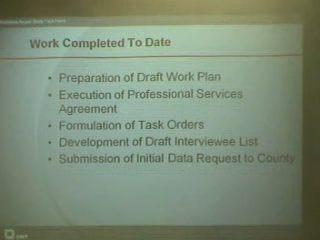 Work Completed To Date
• Preparation of Draft Work Plan
• Execution of Professional Services
Agreement
• Formulation of Task Orders
• Development of Draft Interviewee List
• Submission of Initial Data Request to County